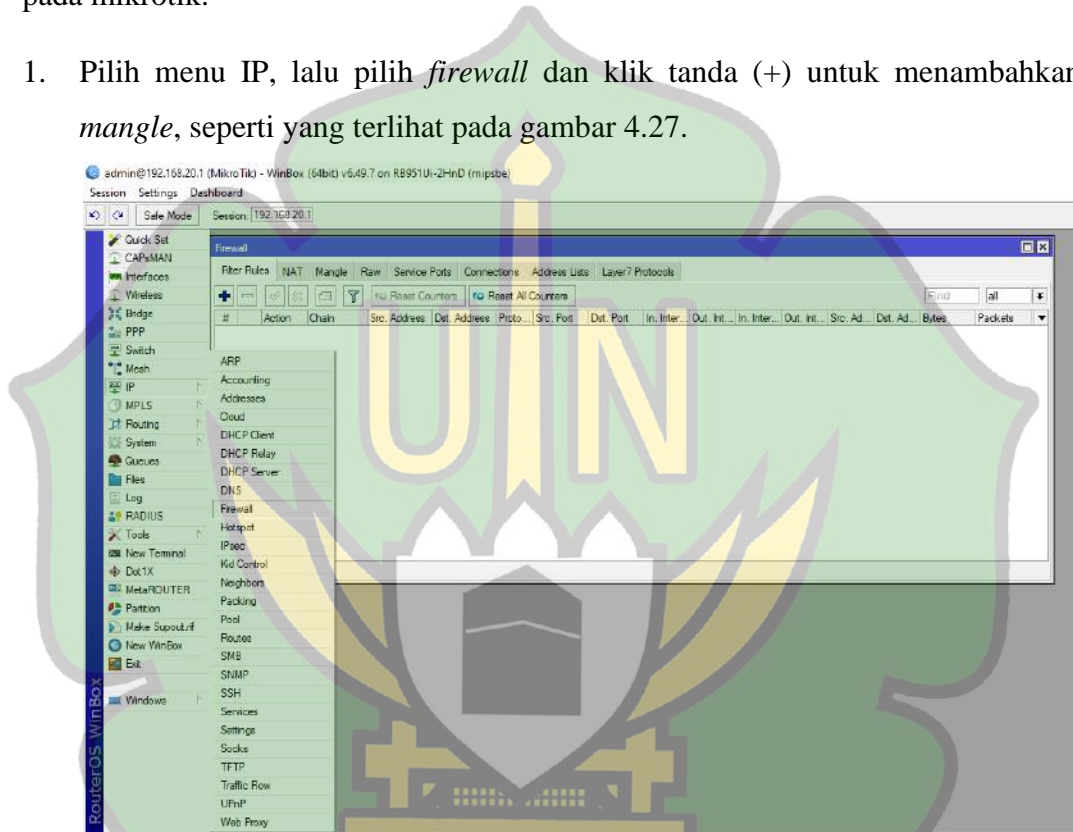 pada mikrotik.
1. Pilih menu IP, lalu pilih firewall dan klik tanda (+) untuk menambahkan
mangle, seperti yang terlihat pada gambar 4.27.
admin@192.168.20.1 (MikroTik) - WinBox (64bit) v6.49.7 on RB951Ui-2HnD (mipsbe)
Session Settings Dashboard
Safe Mode Session: 192.168.20.1
Quick Set
CAPsMAN
Interfaces
Wireless
Bridge
PPP
Switch
Mesh
IP
MPLS
Routing
System
Queues
Files
Log
RADIUS
Tools
New Terminal
Dot1X
MetaROUTER
Partition
Make Supout.rif
New WinBox
Exit
Windows
RouterOS WinBox
Firewall
Filter Rules NAT Mangle Raw Service Ports Connections Address Lists Layer7 Protocols
Reset Counters Reset All Counters Find all
# Action Chain Src. Address Dst. Address Proto... Src. Port Dst. Port In. Inter... Out. Int... In. Inter... Out. Int... Src. Ad... Dst. Ad... Bytes Packets
ARP
Accounting
Addresses
Cloud
DHCP Client
DHCP Relay
DHCP Server
DNS
Firewall
Hotspot
IPsec
Kid Control
Neighbors
Packing
Pool
Routes
SMB
SNMP
SSH
Services
Settings
Socks
TFTP
Traffic Flow
UPnP
Web Proxy
UIN